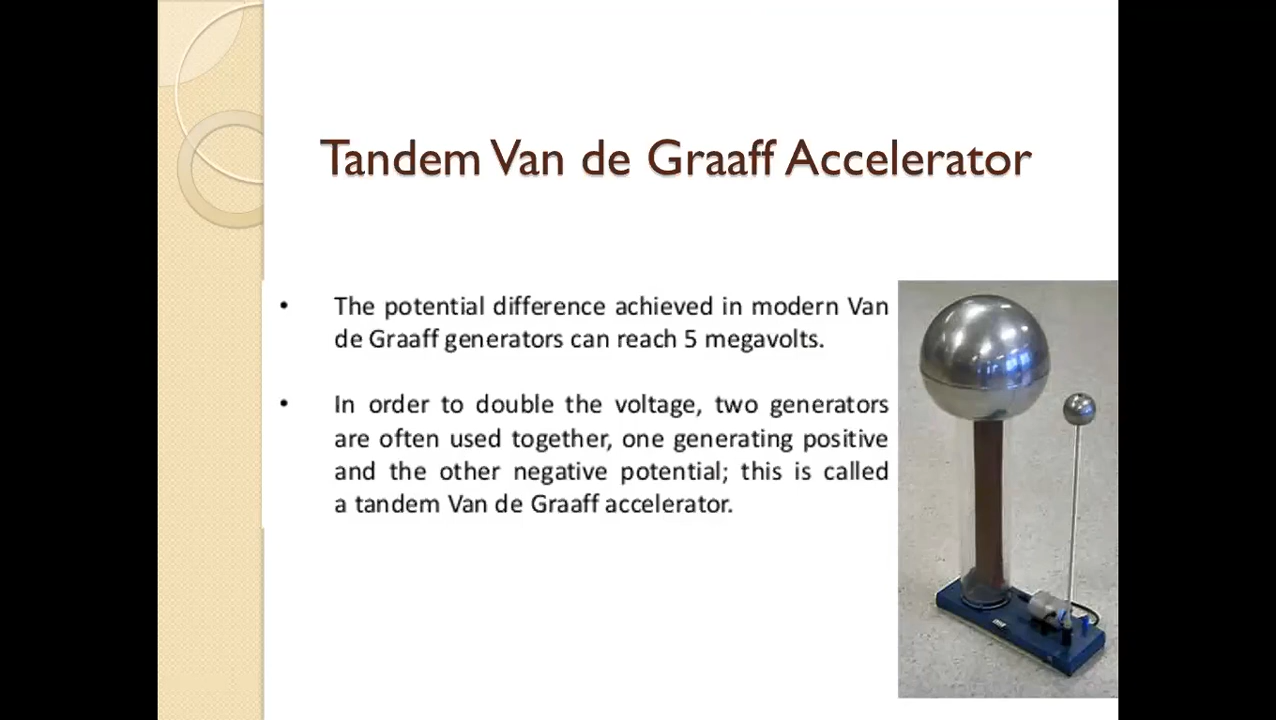 Tandem Van de Graaff Accelerator
• The potential difference achieved in modern Van
de Graaff generators can reach 5 megavolts.
• In order to double the voltage, two generators
are often used together, one generating positive
and the other negative potential; this is called
a tandem Van de Graaff accelerator.